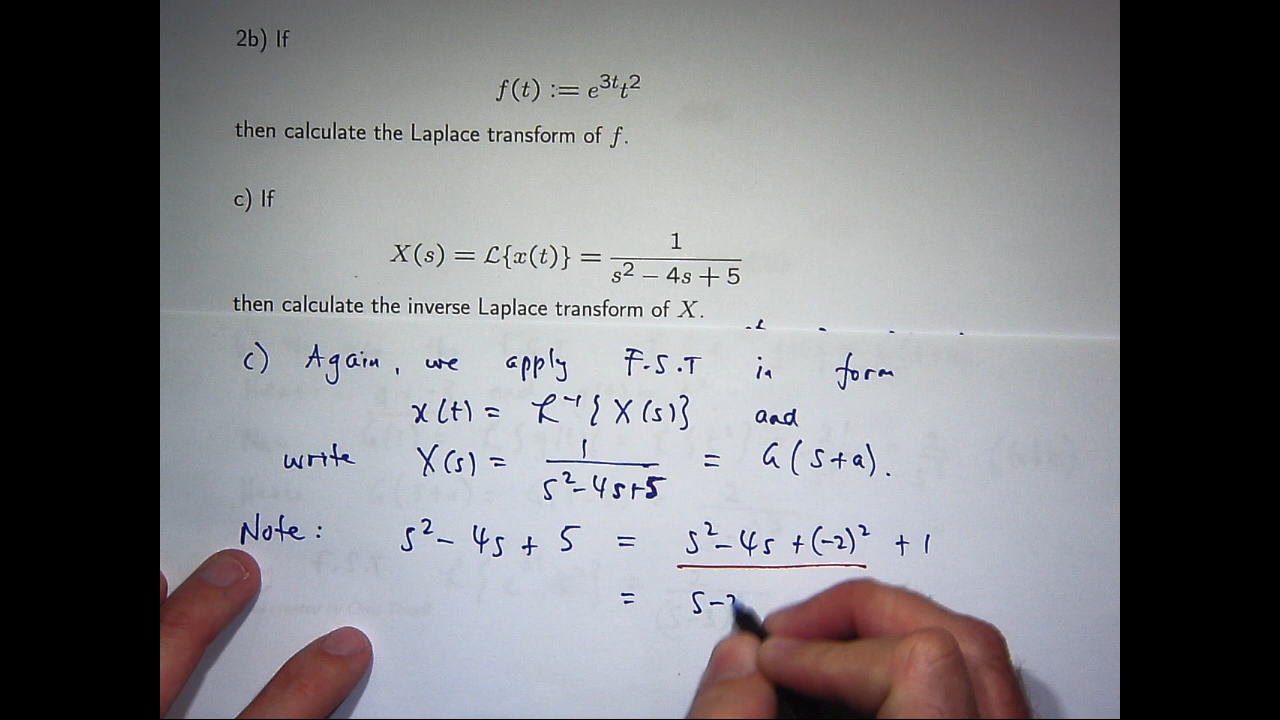 2b) If
f(t) := e^{3t}t^2
then calculate the Laplace transform of f.
c) If
X(s) = ℒ{x(t)} = 1/(s^2 − 4s + 5)
then calculate the inverse Laplace transform of X.
c) Again, we apply F.S.T in form
x(t) = ℒ^{-1}{X(s)} and
write X(s) = 1/(s^2-4s+5) = G(s+a).
Note: s^2 - 4s + 5 = s^2 - 4s + (-2)^2 + 1
= s-